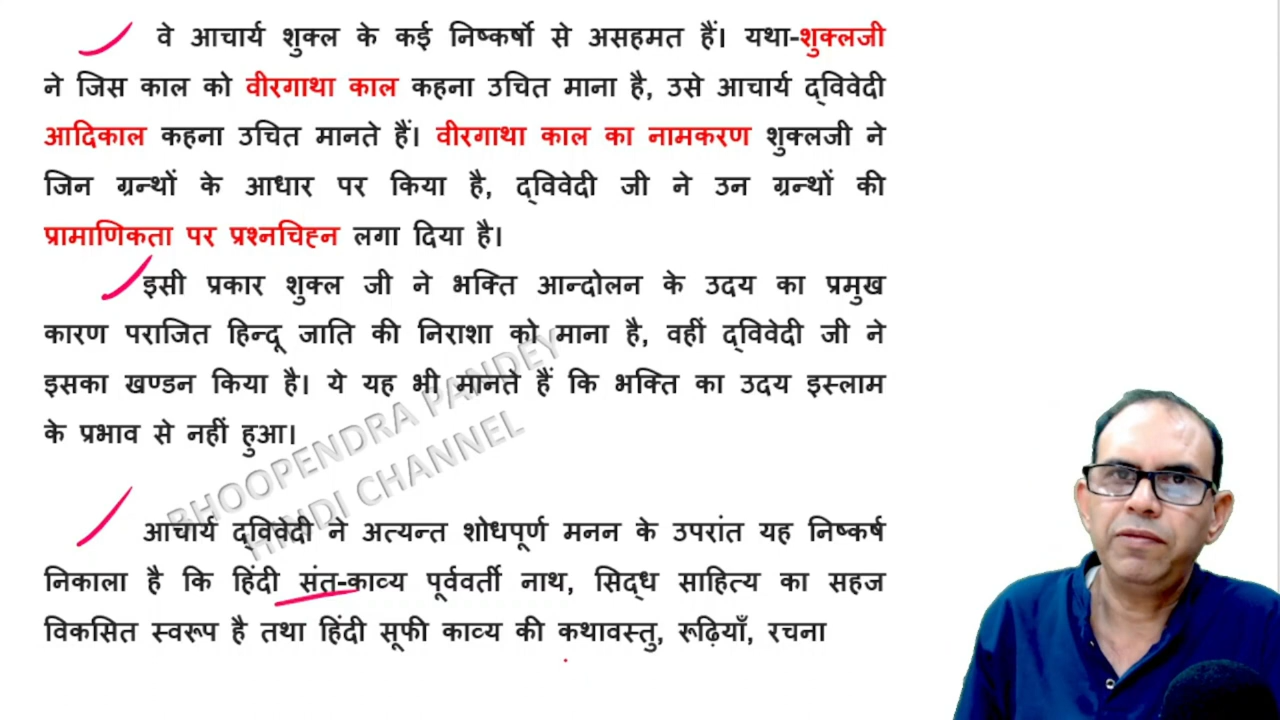 वे आचार्य शुक्ल के कई निष्कर्षो से असहमत हैं। यथा-शुक्लजी
ने जिस काल को वीरगाथा काल कहना उचित माना है, उसे आचार्य द्विवेदी
आदिकाल कहना उचित मानते हैं। वीरगाथा काल का नामकरण शुक्लजी ने
जिन ग्रन्थों के आधार पर किया है, द्विवेदी जी ने उन ग्रन्थों की
प्रामाणिकता पर प्रश्नचिह्न लगा दिया है।
इसी प्रकार शुक्ल जी ने भक्ति आन्दोलन के उदय का प्रमुख
कारण पराजित हिन्दू जाति की निराशा को माना है, वहीं द्विवेदी जी ने
इसका खण्डन किया है। ये यह भी मानते हैं कि भक्ति का उदय इस्लाम
के प्रभाव से नहीं हुआ।
BHOOPENDRA PANDEY
HINDI CHANNEL
आचार्य द्विवेदी ने अत्यन्त शोधपूर्ण मनन के उपरांत यह निष्कर्ष
निकाला है कि हिंदी संत-काव्य पूर्ववर्ती नाथ, सिद्ध साहित्य का सहज
विकसित स्वरूप है तथा हिंदी सूफी काव्य की कथावस्तु, रूढ़ियाँ, रचना